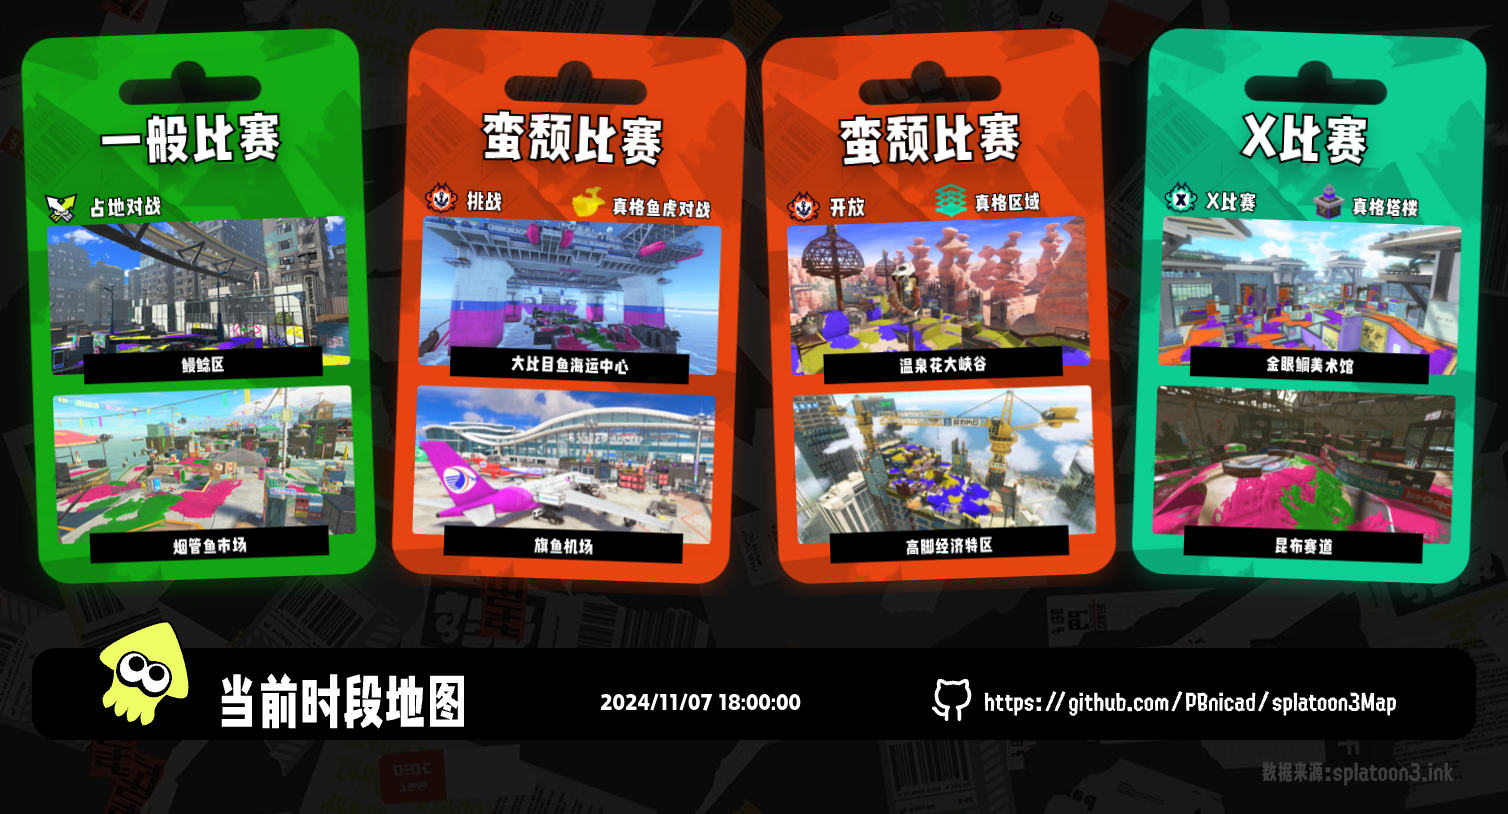 一般比赛
占地对战
鳗鲶区
烟管鱼市场
蛮颓比赛
挑战
真格鱼虎对战
大比目鱼海运中心
旗鱼机场
蛮颓比赛
开放
真格区域
温泉花大峡谷
高脚经济特区
X比赛
X比赛
真格塔楼
金眼鲷美术馆
昆布赛道
当前时段地图
2024/11/07 18:00:00
https://github.com/PBnicad/splatoon3Map
数据来源:splatoon3.ink